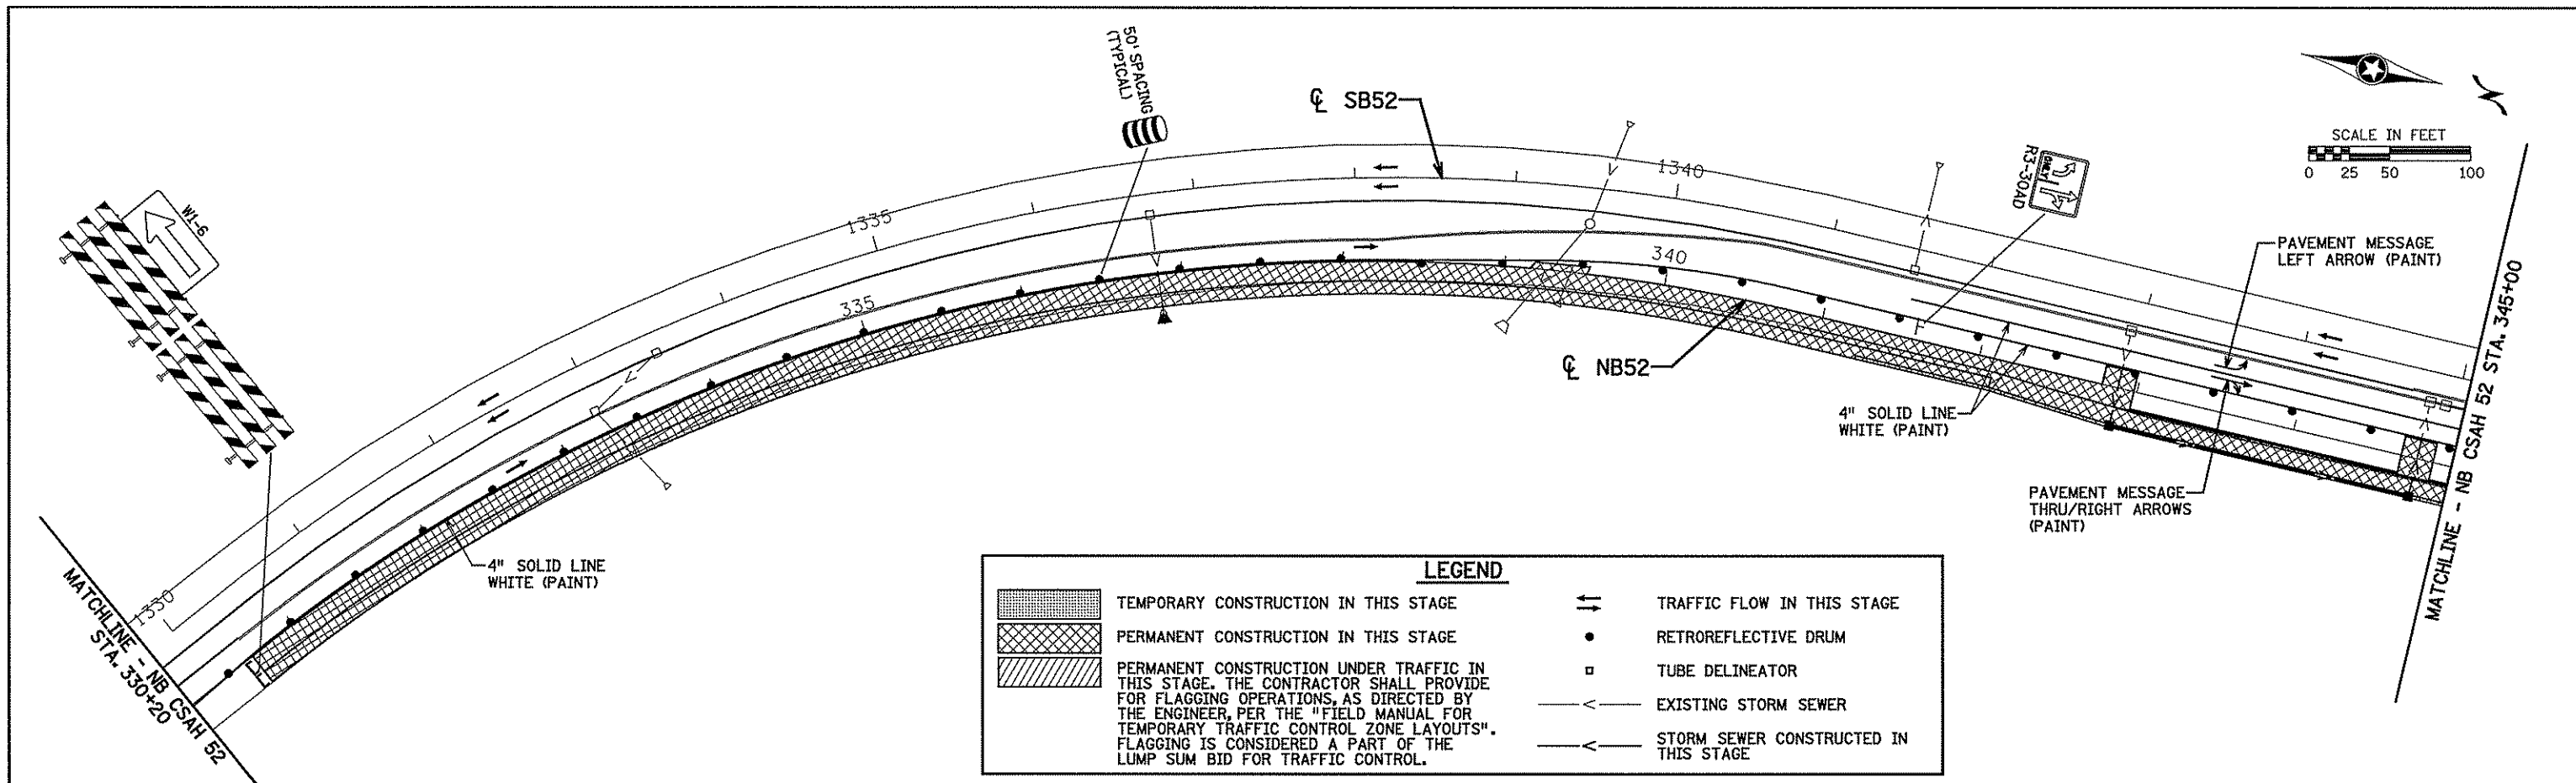 50' SPACING
(TYPICAL)
℄ SB52
1340
R3-30AD
ONLY
SCALE IN FEET
0 25 50 100
W1-6
1335
340
335
1330
PAVEMENT MESSAGE
LEFT ARROW (PAINT)
℄ NB52
4" SOLID LINE
WHITE (PAINT)
PAVEMENT MESSAGE
THRU/RIGHT ARROWS
(PAINT)
MATCHLINE - NB CSAH 52 STA. 345+00
4" SOLID LINE
WHITE (PAINT)
MATCHLINE - NB CSAH 52
STA. 330+20
LEGEND
TEMPORARY CONSTRUCTION IN THIS STAGE
PERMANENT CONSTRUCTION IN THIS STAGE
PERMANENT CONSTRUCTION UNDER TRAFFIC IN
THIS STAGE. THE CONTRACTOR SHALL PROVIDE
FOR FLAGGING OPERATIONS, AS DIRECTED BY
THE ENGINEER, PER THE "FIELD MANUAL FOR
TEMPORARY TRAFFIC CONTROL ZONE LAYOUTS".
FLAGGING IS CONSIDERED A PART OF THE
LUMP SUM BID FOR TRAFFIC CONTROL.
TRAFFIC FLOW IN THIS STAGE
RETROREFLECTIVE DRUM
TUBE DELINEATOR
EXISTING STORM SEWER
STORM SEWER CONSTRUCTED IN
THIS STAGE